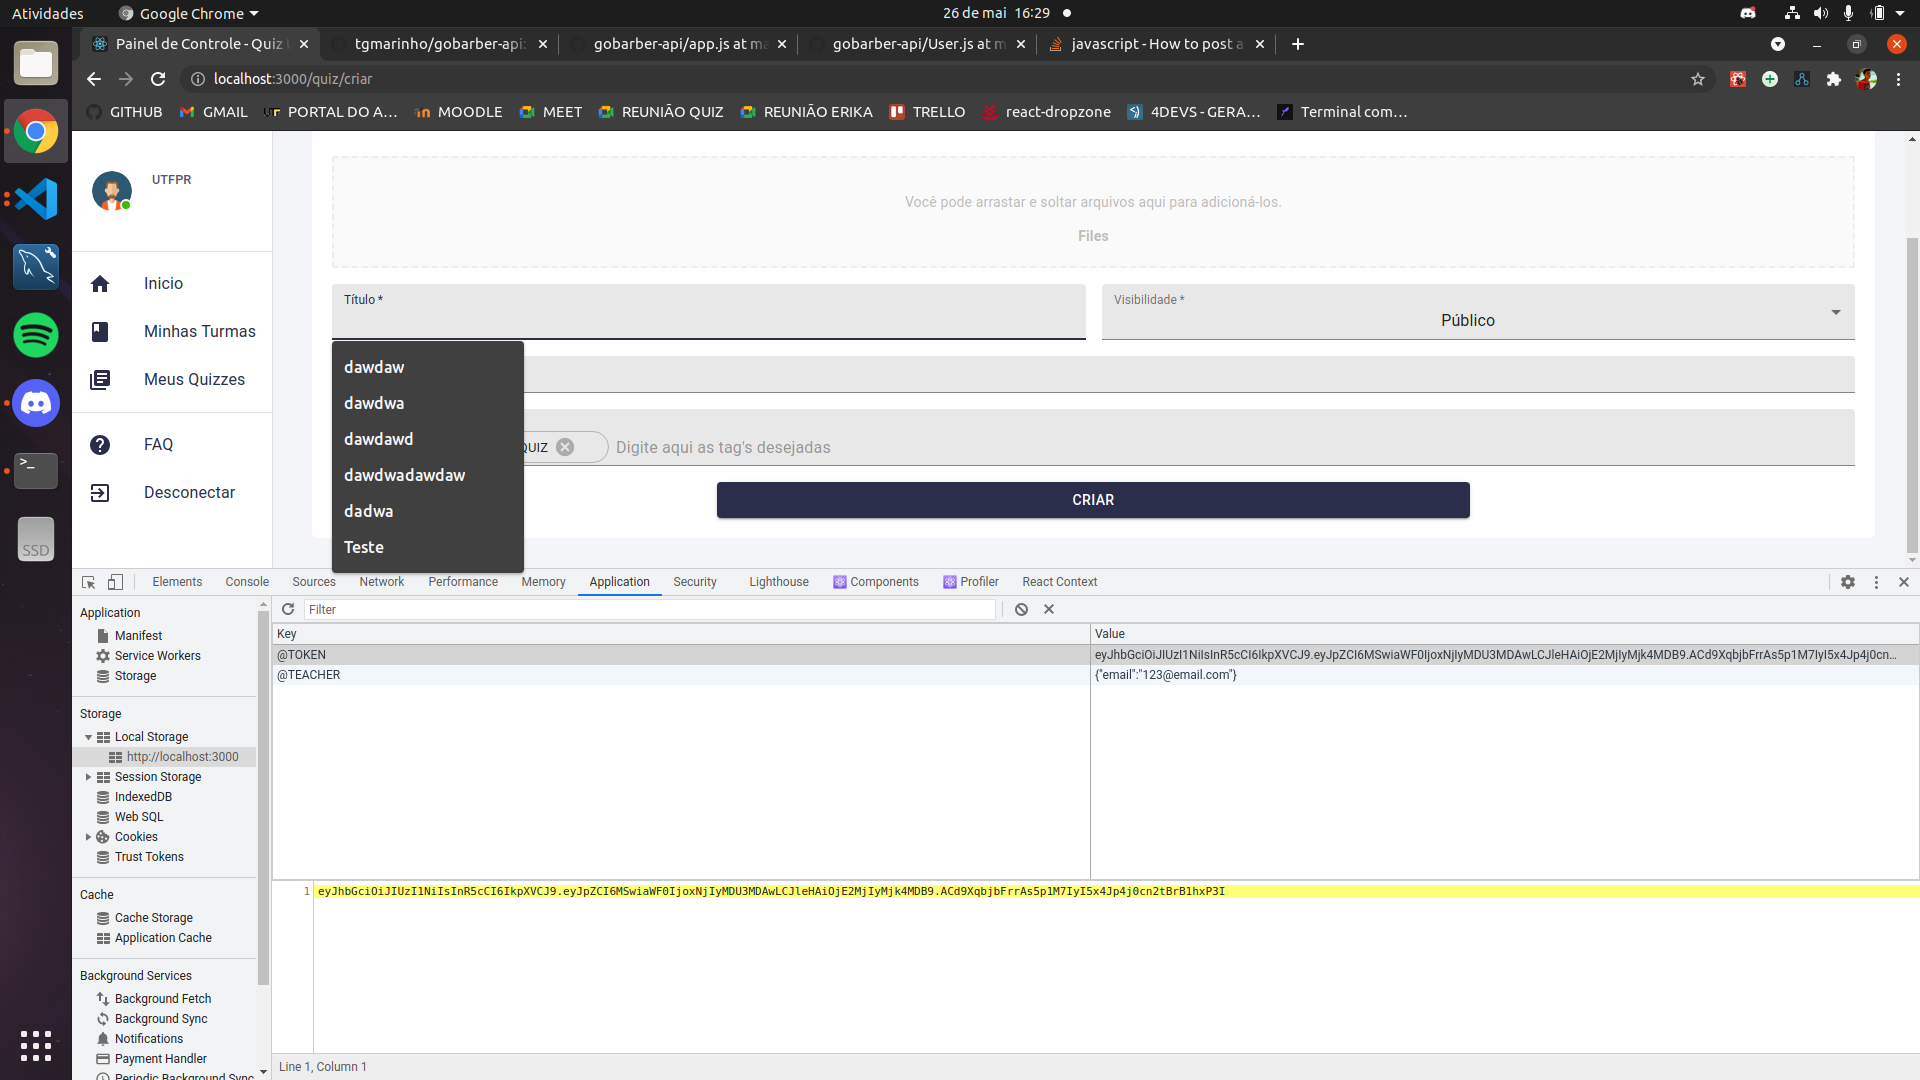 Atividades
Google Chrome
26 de mai 16:29
Painel de Controle - Quiz
tgmarinho/gobarber-api:
gobarber-api/app.js at ma
gobarber-api/User.js at m
javascript - How to post a
localhost:3000/quiz/criar
GITHUB
GMAIL
PORTAL DO A...
MOODLE
MEET
REUNIÃO QUIZ
REUNIÃO ERIKA
TRELLO
react-dropzone
4DEVS - GERA...
Terminal com...
UTFPR
Inicio
Minhas Turmas
Meus Quizzes
FAQ
Desconectar
SSD
Você pode arrastar e soltar arquivos aqui para adicioná-los.
Files
Título *
Visibilidade *
Público
dawdaw
dawdwa
dawdawd
dawdwadawdaw
dadwa
Teste
QUIZ
Digite aqui as tag's desejadas
CRIAR
Elements
Console
Sources
Network
Performance
Memory
Application
Security
Lighthouse
Components
Profiler
React Context
Application
Manifest
Service Workers
Storage
Storage
Local Storage
http://localhost:3000
Session Storage
IndexedDB
Web SQL
Cookies
Trust Tokens
Cache
Cache Storage
Application Cache
Background Services
Background Fetch
Background Sync
Notifications
Payment Handler
Periodic Background Sync
Filter
Key
Value
@TOKEN
eyJhbGciOiJIUzI1NiIsInR5cCI6IkpXVCJ9.eyJpZCI6MSwiaWF0IjoxNjIyMDU3MDAwLCJleHAiOjE2MjIyMjk4MDB9.ACd9XqbjbFrrAs5p1M7IyI5x4Jp4j0cn...
@TEACHER
{"email":"123@email.com"}
1
eyJhbGciOiJIUzI1NiIsInR5cCI6IkpXVCJ9.eyJpZCI6MSwiaWF0IjoxNjIyMDU3MDAwLCJleHAiOjE2MjIyMjk4MDB9.ACd9XqbjbFrrAs5p1M7IyI5x4Jp4j0cn2tBrB1hxP3I
Line 1, Column 1